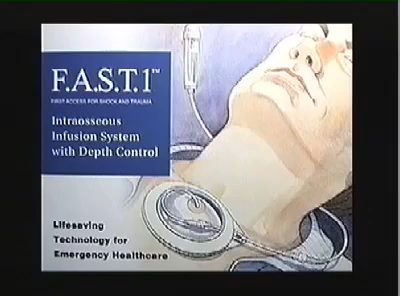 F.A.S.T.1™
FIRST ACCESS FOR SHOCK AND TRAUMA
Intraosseous
Infusion System
with Depth Control
Lifesaving
Technology for
Emergency Healthcare